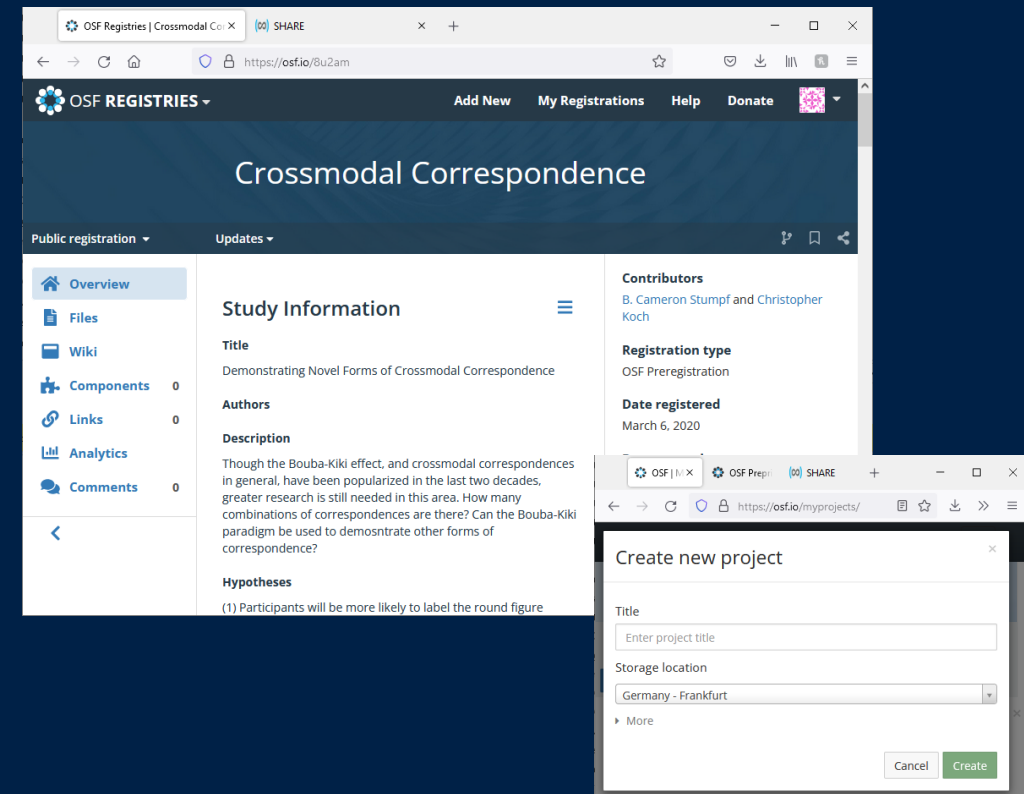 OSF Registries | Crossmodal Cor
SHARE
https://osf.io/8u2am
OSF REGISTRIES
Add New
My Registrations
Help
Donate
Crossmodal Correspondence
Public registration
Updates
Overview
Files
Wiki
Components 0
Links 0
Analytics
Comments 0
Study Information
Title
Demonstrating Novel Forms of Crossmodal Correspondence
Authors
Description
Though the Bouba-Kiki effect, and crossmodal correspondences
in general, have been popularized in the last two decades,
greater research is still needed in this area. How many
combinations of correspondences are there? Can the Bouba-Kiki
paradigm be used to demosntrate other forms of
correspondence?
Hypotheses
(1) Participants will be more likely to label the round figure
Contributors
B. Cameron Stumpf and Christopher
Koch
Registration type
OSF Preregistration
Date registered
March 6, 2020
OSF | M
OSF Prepri
SHARE
https://osf.io/myprojects/
Create new project
Title
Enter project title
Storage location
Germany - Frankfurt
More
Cancel
Create